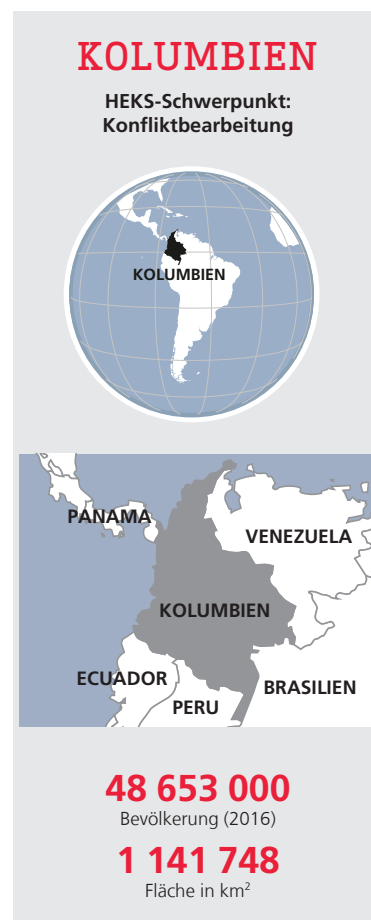 KOLUMBIEN
HEKS-Schwerpunkt:
Konfliktbearbeitung
KOLUMBIEN
PANAMA
VENEZUELA
KOLUMBIEN
ECUADOR
BRASILIEN
PERU
48 653 000
Bevölkerung (2016)
1 141 748
Fläche in km²